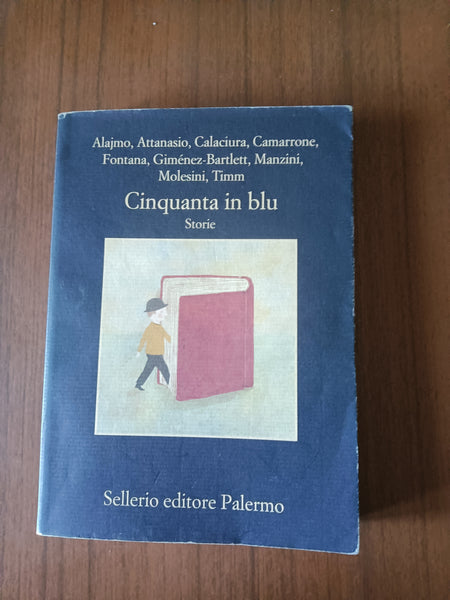 Alajmo, Attanasio, Calaciura, Camarrone,
Fontana, Giménez-Bartlett, Manzini,
Molesini, Timm
Cinquanta in blu
Storie
Sellerio editore Palermo